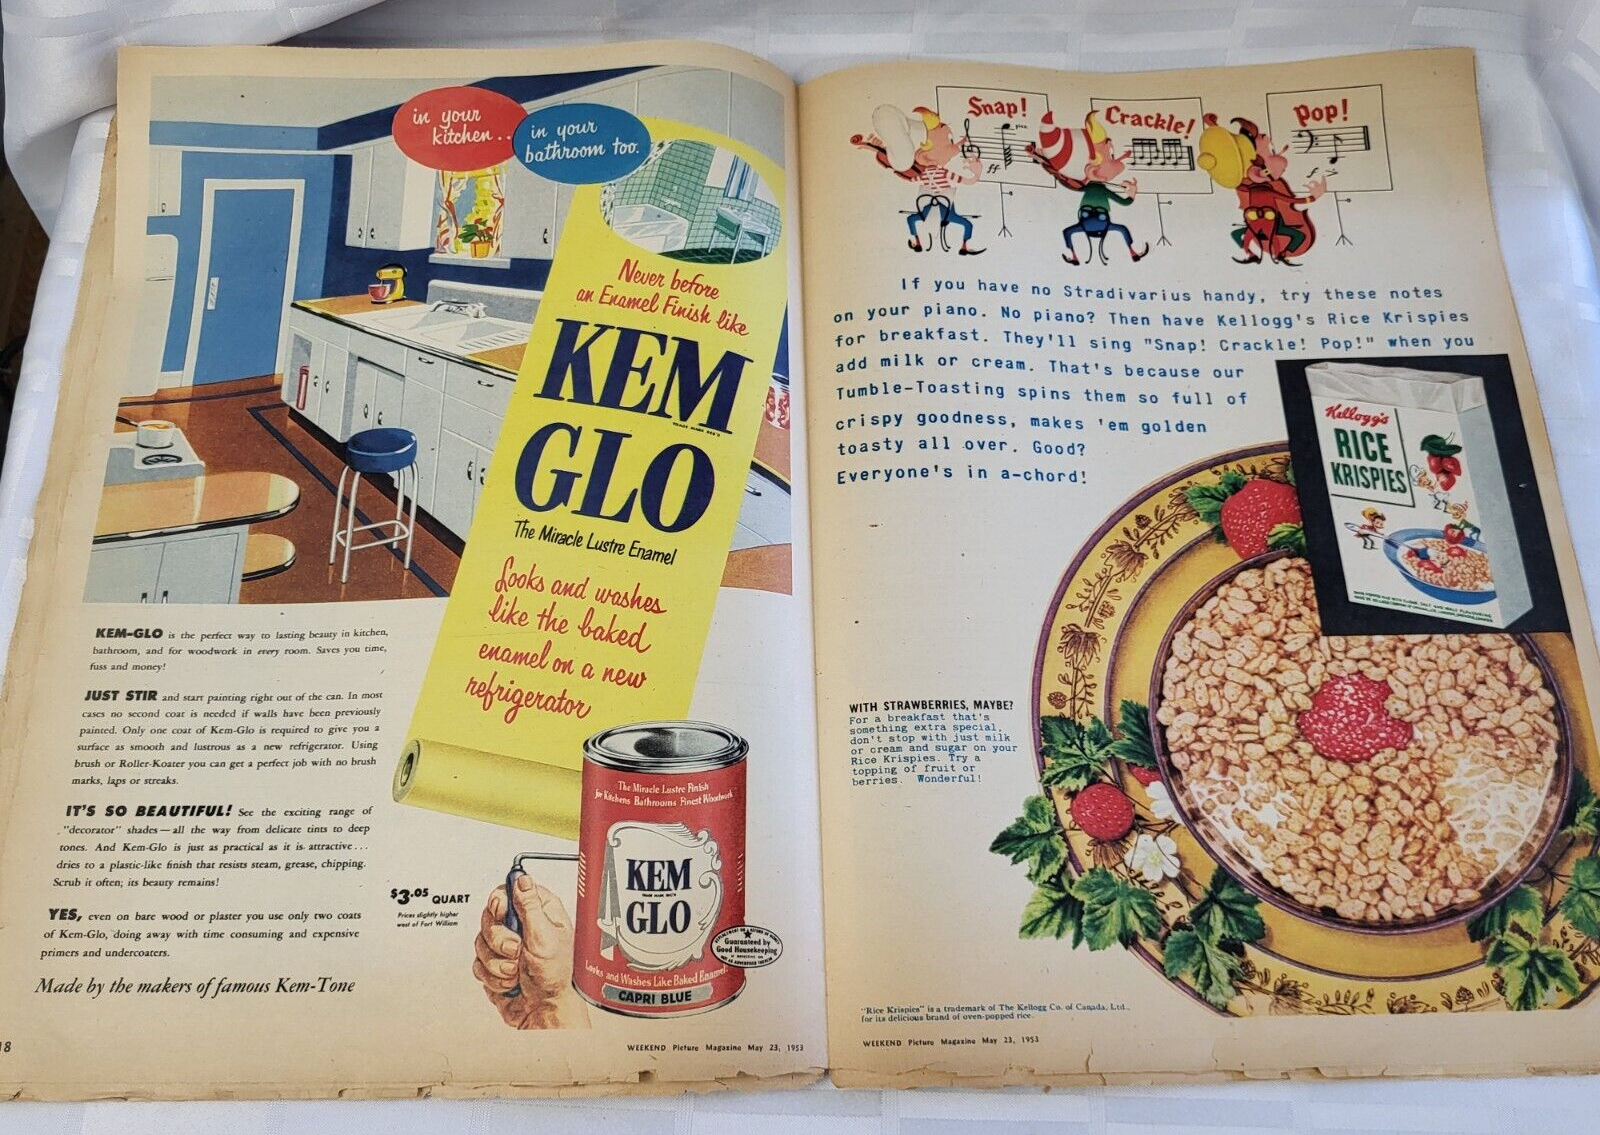 in your
kitchen..
in your
bathroom too.
Never before
an Enamel Finish like
KEM
TRADE MARK REG'D
GLO
The Miracle Lustre Enamel
Looks and washes
like the baked
enamel on a new
refrigerator
KEM-GLO is the perfect way to lasting beauty in kitchen,
bathroom, and for woodwork in every room. Saves you time,
fuss and money!
JUST STIR and start painting right out of the can. In most
cases no second coat is needed if walls have been previously
painted. Only one coat of Kem-Glo is required to give you a
surface as smooth and lustrous as a new refrigerator. Using
brush or Roller-Koater you can get a perfect job with no brush
marks, laps or streaks.
IT'S SO BEAUTIFUL! See the exciting range of
"decorator" shades—all the way from delicate tints to deep
tones. And Kem-Glo is just as practical as it is attractive...
dries to a plastic-like finish that resists steam, grease, chipping.
Scrub it often; its beauty remains!
YES, even on bare wood or plaster you use only two coats
of Kem-Glo, doing away with time consuming and expensive
primers and undercoaters.
Made by the makers of famous Kem-Tone
$3.05 QUART
Prices slightly higher
west of Fort William
The Miracle Lustre Finish
for Kitchens Bathrooms Finest Woodwork
KEM
GLO
Looks and Washes Like Baked Enamel
CAPRI BLUE
Guaranteed by
Good Housekeeping
18
WEEKEND Picture Magazine May 23, 1953
Snap!
Crackle!
Pop!
ff
f
If you have no Stradivarius handy, try these notes
on your piano. No piano? Then have Kellogg's Rice Krispies
for breakfast. They'll sing "Snap! Crackle! Pop!" when you
add milk or cream. That's because our
Tumble-Toasting spins them so full of
crispy goodness, makes 'em golden
toasty all over. Good?
Everyone's in a-chord!
Kellogg's
RICE
KRISPIES
WITH STRAWBERRIES, MAYBE?
For a breakfast that's
something extra special,
don't stop with just milk
or cream and sugar on your
Rice Krispies. Try a
topping of fruit or
berries. Wonderful!
"Rice Krispies" is a trademark of The Kellogg Co. of Canada, Ltd.,
for its delicious brand of oven-popped rice.
WEEKEND Picture Magazine May 23, 1953